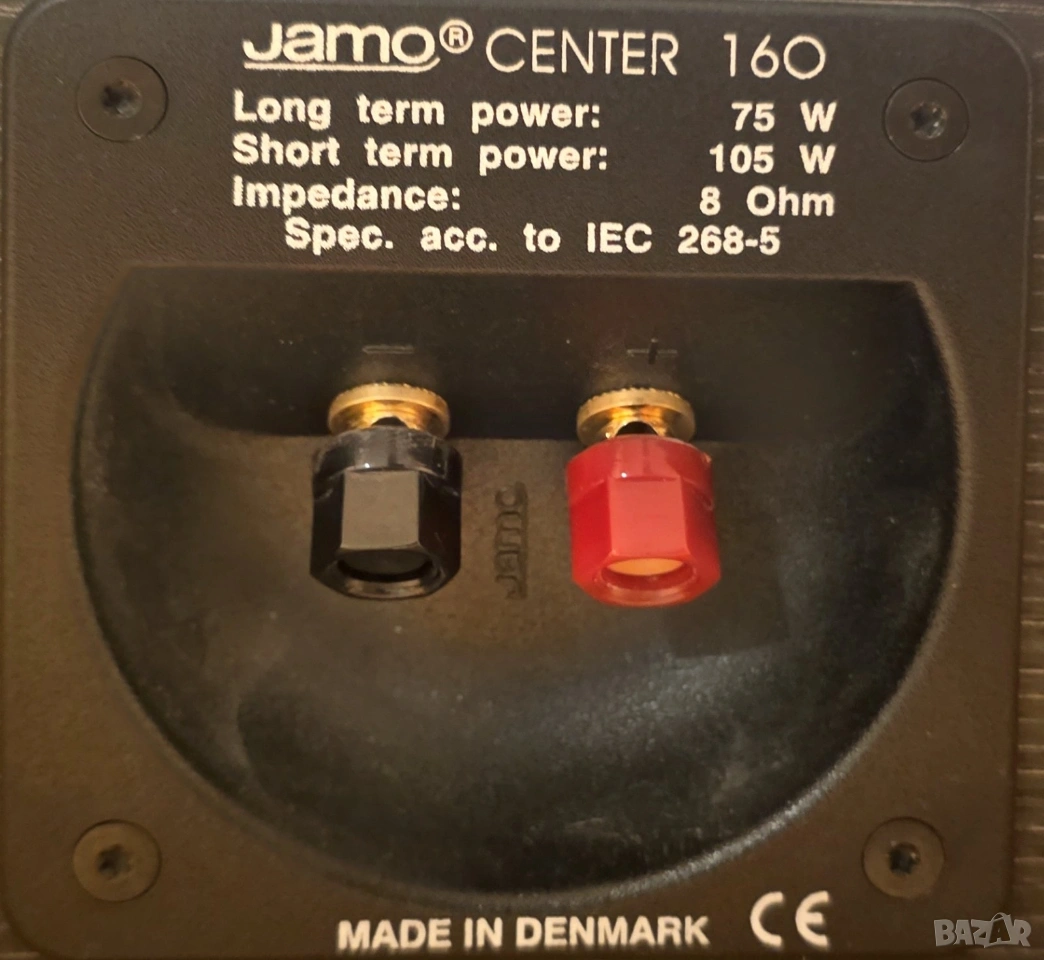 Jamo® CENTER 160
Long term power: 75 W
Short term power: 105 W
Impedance: 8 Ohm
Spec. acc. to IEC 268-5
− +
Jamo
MADE IN DENMARK CE
BAZAR